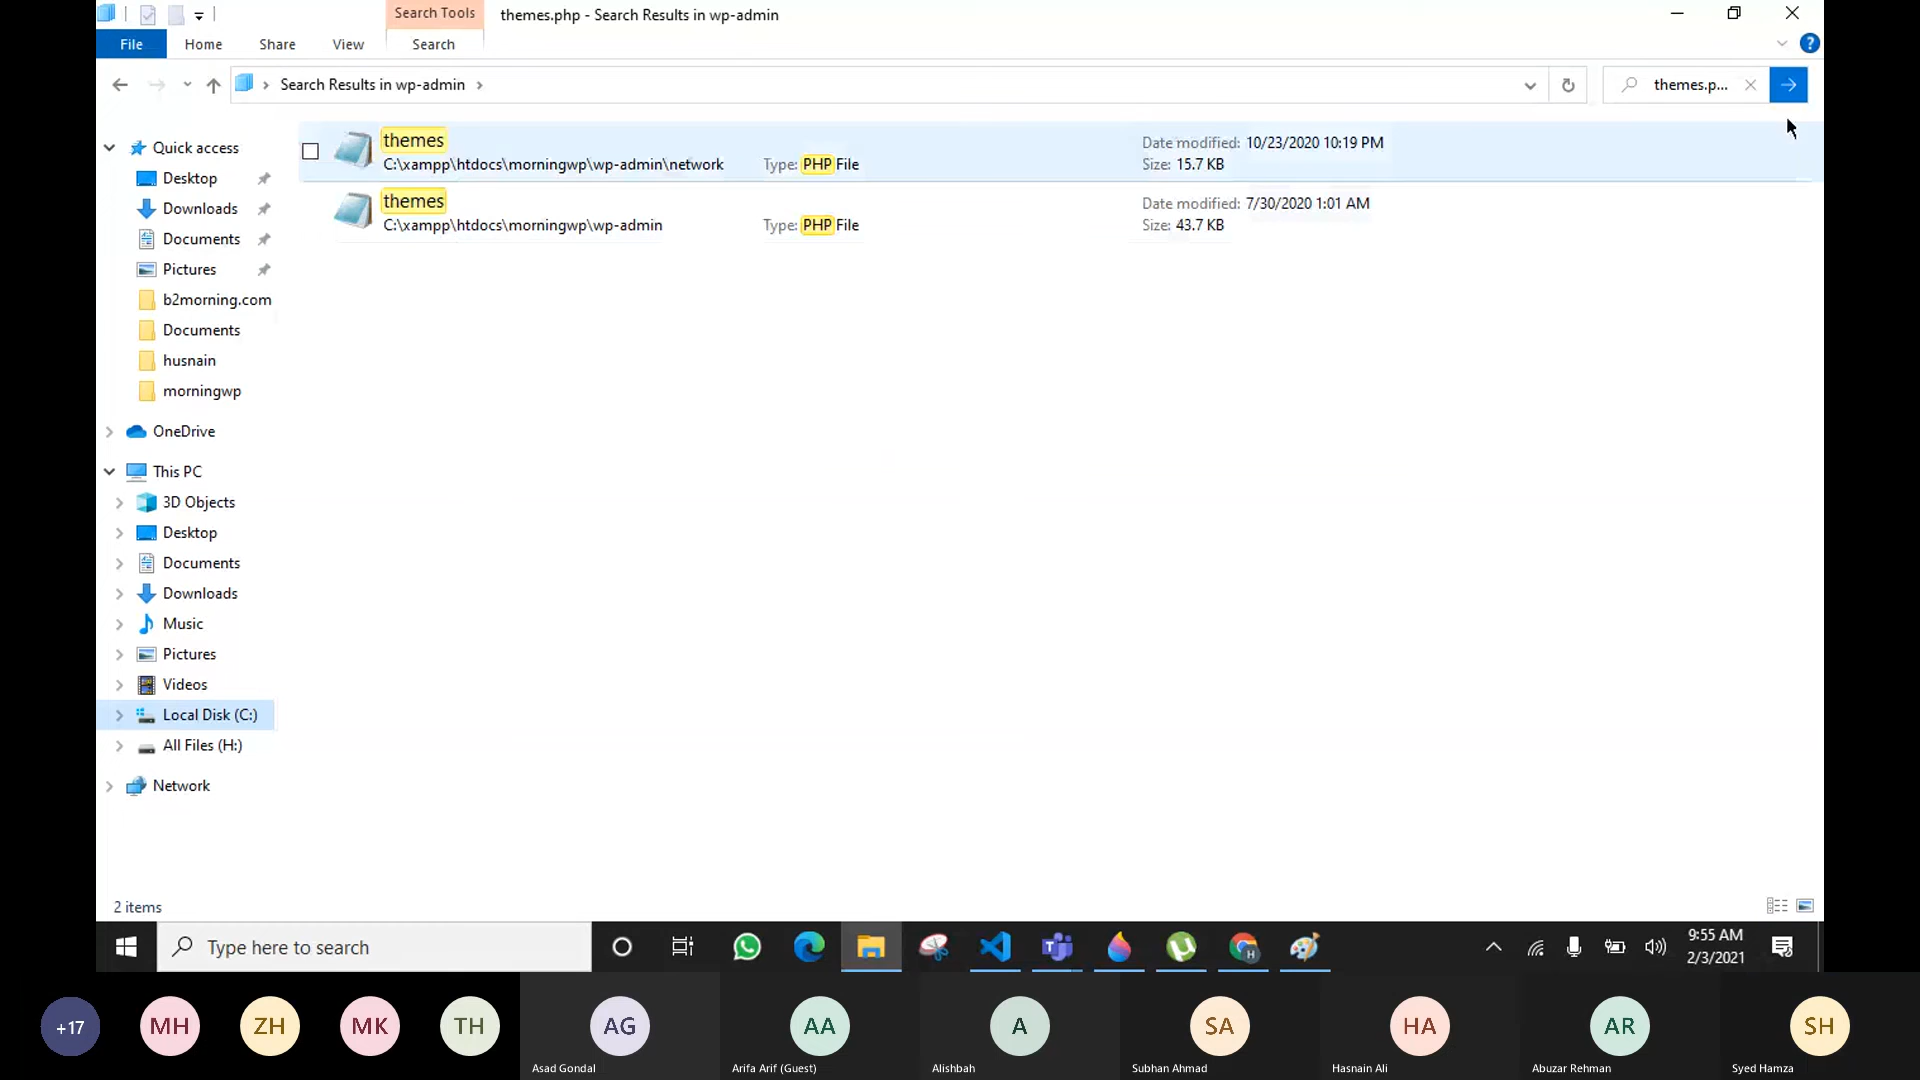 Search Tools
themes.php - Search Results in wp-admin
File
Home
Share
View
Search
Search Results in wp-admin
themes.p...
Quick access
Desktop
Downloads
Documents
Pictures
b2morning.com
Documents
husnain
morningwp
OneDrive
This PC
3D Objects
Desktop
Documents
Downloads
Music
Pictures
Videos
Local Disk (C:)
All Files (H:)
Network
themes
C:\xampp\htdocs\morningwp\wp-admin\network
Type: PHP File
Date modified: 10/23/2020 10:19 PM
Size: 15.7 KB
themes
C:\xampp\htdocs\morningwp\wp-admin
Type: PHP File
Date modified: 7/30/2020 1:01 AM
Size: 43.7 KB
2 items
Type here to search
9:55 AM
2/3/2021
+17
MH
ZH
MK
TH
AG
Asad Gondal
AA
Arifa Arif (Guest)
A
Alishbah
SA
Subhan Ahmad
HA
Hasnain Ali
AR
Abuzar Rehman
SH
Syed Hamza